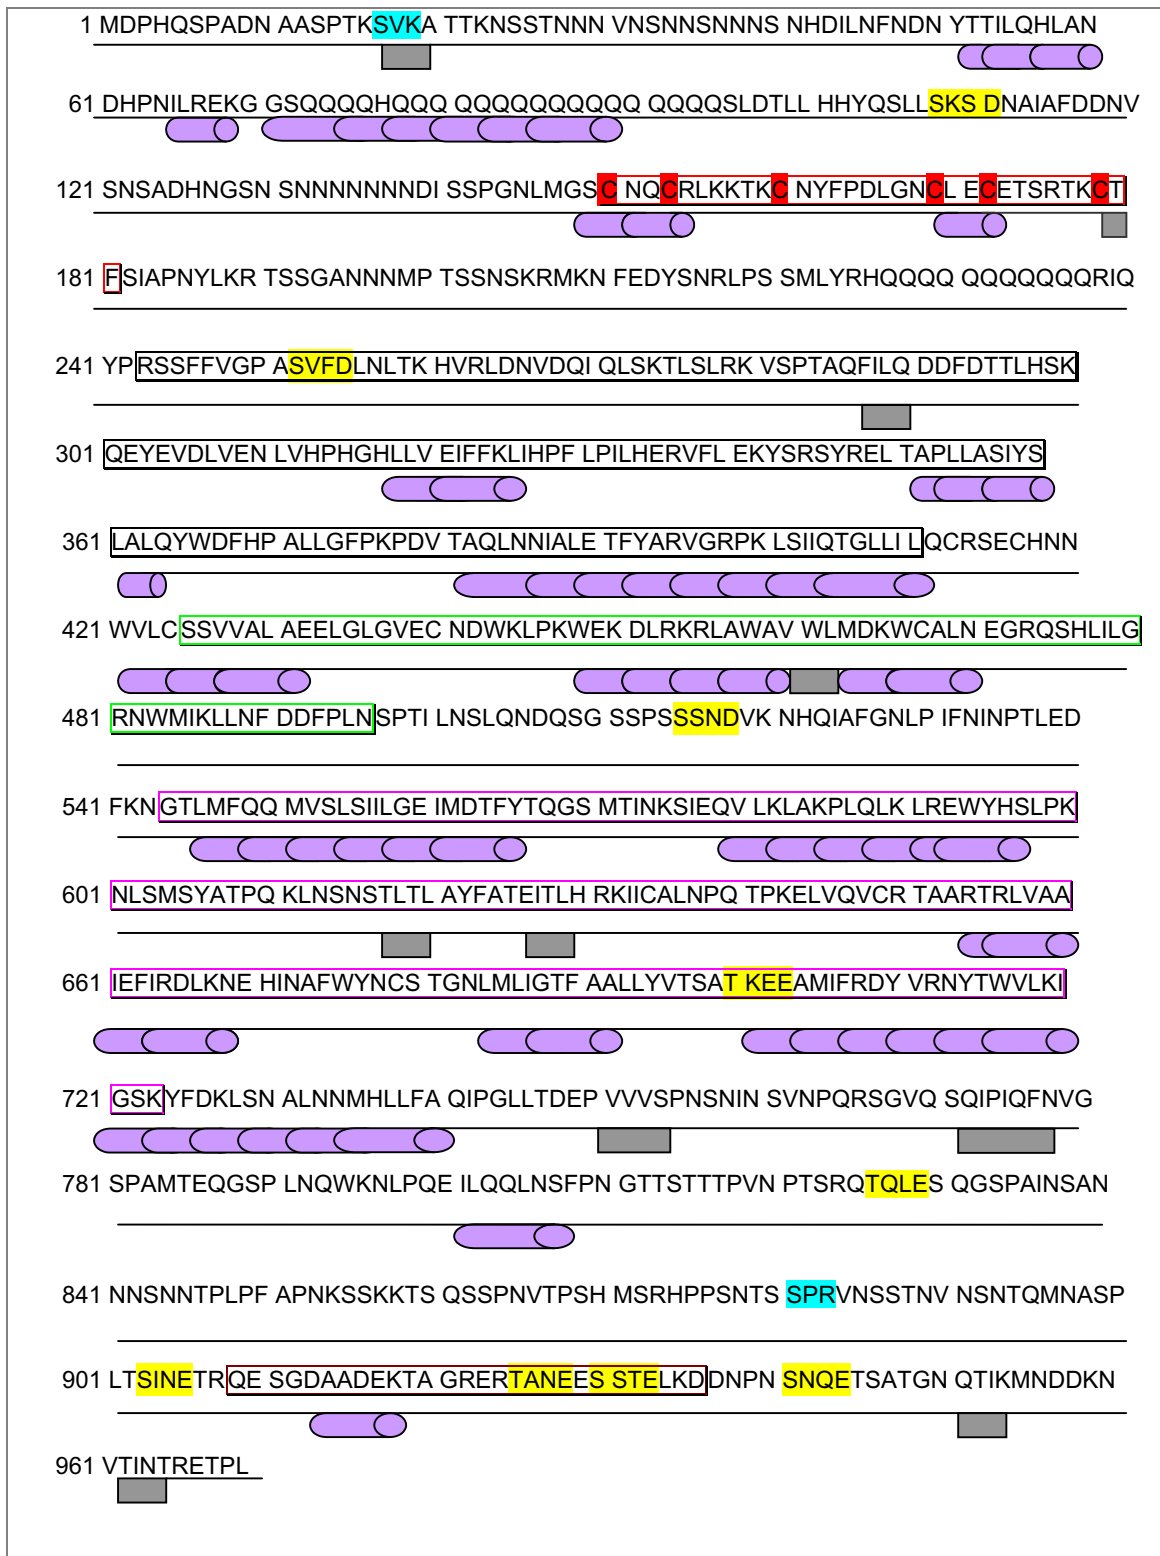 1 MDPHQSPADN AASPTKSVKA TTKNSSTNNN VNSNNSNNNS NHDILNFNDN YTTILQHLAN
61 DHPNILREKG GSQQQQHQQQ QQQQQQQQQQ QQQQSLDTLL HHYQSLLSKS DNAIAFDDNV
121 SNSADHNGSN SNNNNNNNDI SSPGNLMGSC NQCRLKKTKC NYFPDLGNCL ECETSRTKCT
181 FSIAPNYLKR TSSGANNNMP TSSNSKRMKN FEDYSNRLPS SMLYRHQQQQ QQQQQQQRIQ
241 YPRSSFFVGPA SVFDLNLTK HVRLDNVDQI QLSKTLSLRK VSPTAQFILQ DDFDTTLHSK
301 QEYEVDLVEN LVHPHGHLLV EIFFKLIHPF LPILHERVFL EKYSRSYREL TAPLLASIYS
361 LALQYWDFHP ALLGFPKPDV TAQLNNIALE TFYARVGRPK LSIIQTGLLI LQCRSECHNN
421 WVLCSSVVAL AEELGLGVEC NDWKLPKWEK DLRKRLAWAV WLMDKWCALN EGRQSHLILG
481 RNWMIKLLNF DDFPLNSPTI LNSLQNDQSG SSPSSSNDVK NHQIAFGNLP IFNINPTLED
541 FKNGTLMFQQ MVSLSIILGE IMDTFYTQGS MTINKSIEQV LKLAKPLQLK LREWYHSLPK
601 NLSMSYATPQ KLNSNSTLTL AYFATEITLH RKIICALNPQ TPKELVQVCR TAARTRLVAA
661 IEFIRDLKNE HINAFWYNCS TGNLMLIGTF AALLYVTSAT KEEAMIFRDY VRNYTWVLKI
721 GSKYFDKLSN ALNNMHLLFA QIPGLLTDEP VVVSPNSNIN SVNPQRSGVQ SQIPIQFNVG
781 SPAMTEQGSP LNQWKNLPQE ILQQLNSFPN GTTSTTTPVN PTSRQTQLES QGSPAINSAN
841 NNSNNTPLPF APNKSSKKTS QSSPNVTPSH MSRHPPSNTS SPRVNSSTNV NSNTQMNASP
901 LTSINETRQE SGDAADEKTA GRERTANEES STELKDDNPN SNQETSATGN QTIKMNDDKN
961 VTINTRETPL